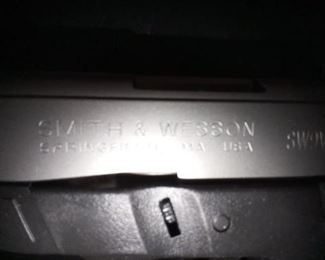 SMITH & WESSON
SPRINGFIELD, MA USA